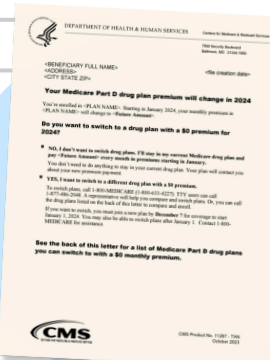 DEPARTMENT OF HEALTH & HUMAN SERVICES
Centers for Medicare & Medicaid Services
7500 Security Boulevard
Baltimore, MD 21244-1850
<BENEFICIARY FULL NAME>
<ADDRESS>
<CITY STATE ZIP>
<file creation date>
Your Medicare Part D drug plan premium will change in 2024
You're enrolled in <PLAN NAME>. Starting in January 2024, your monthly premium in
<PLAN NAME> will change to <Future Amount>.
Do you want to switch to a drug plan with a $0 premium for
2024?
NO, I don't want to switch drug plans. I'll stay in my current Medicare drug plan and
pay <Future Amount> every month in premiums starting in January.
You don't need to do anything to stay in your current drug plan. Your plan will contact you
about your new premium payment.
YES, I want to switch to a different drug plan with a $0 premium.
To switch plans, call 1-800-MEDICARE (1-800-633-4227). TTY users can call
1-877-486-2048. A representative will help you compare and switch plans. Or, you can call
the drug plans listed on the back of this letter to compare and enroll.
If you want to switch, you must join a new plan by December 7 for coverage to start
January 1, 2024. You may also be able to switch plans after January 1. Contact 1-800-
MEDICARE for assistance.
See the back of this letter for a list of Medicare Part D drug plans
you can switch to with a $0 monthly premium.
CMS
CMS Product No. 11267 - TAN
October 2023